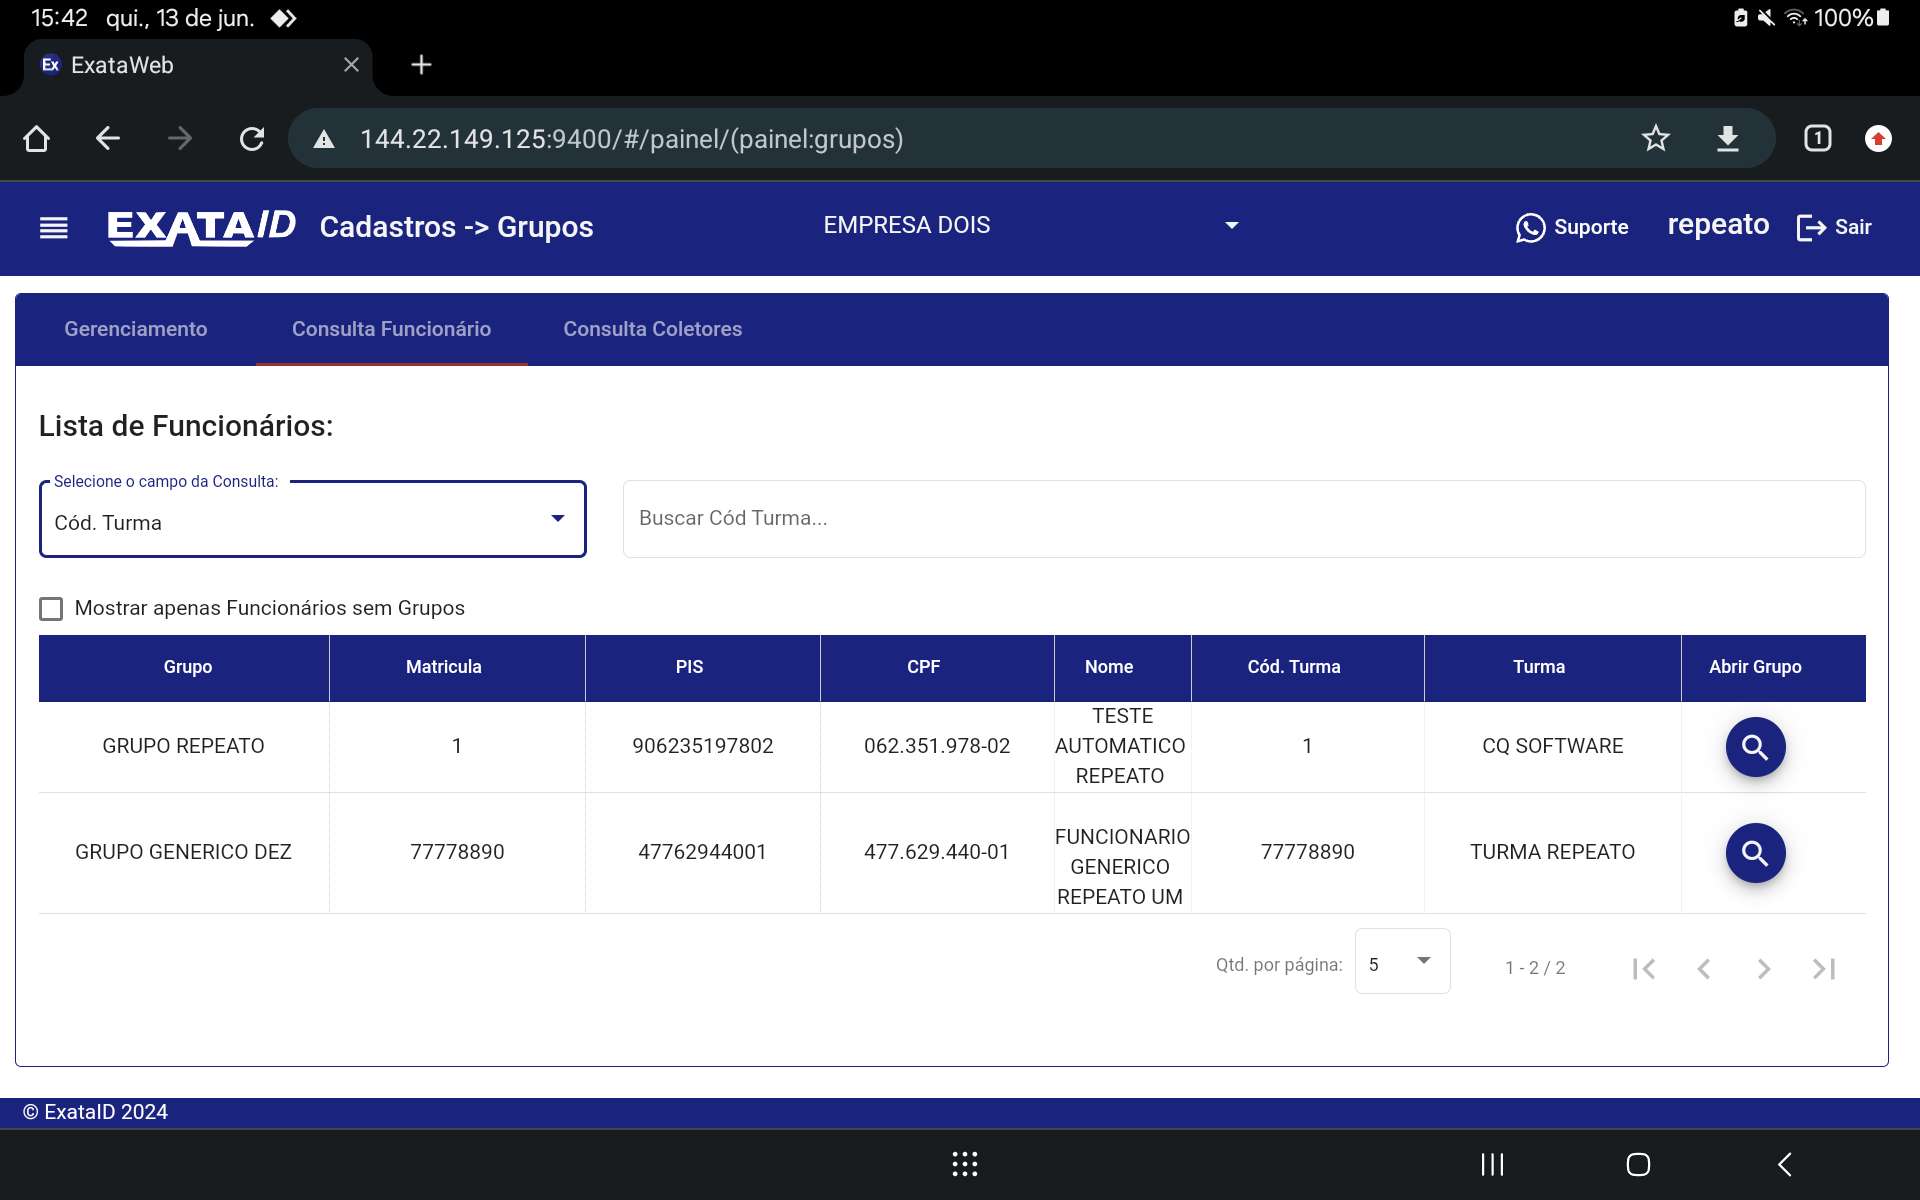 15:42 qui., 13 de jun. 100%
Ex ExataWeb
144.22.149.125:9400/#/painel/(painel:grupos) 1
EXATAID Cadastros -> Grupos EMPRESA DOIS Suporte repeato Sair
Gerenciamento Consulta Funcionário Consulta Coletores
Lista de Funcionários:
Selecione o campo da Consulta:
Cód. Turma Buscar Cód Turma...
Mostrar apenas Funcionários sem Grupos
Grupo Matricula PIS CPF Nome Cód. Turma Turma Abrir Grupo
GRUPO REPEATO 1 906235197802 062.351.978-02 TESTE AUTOMATICO REPEATO 1 CQ SOFTWARE
GRUPO GENERICO DEZ 77778890 47762944001 477.629.440-01 FUNCIONARIO GENERICO REPEATO UM 77778890 TURMA REPEATO
Qtd. por página: 5 1 - 2 / 2
© ExataID 2024